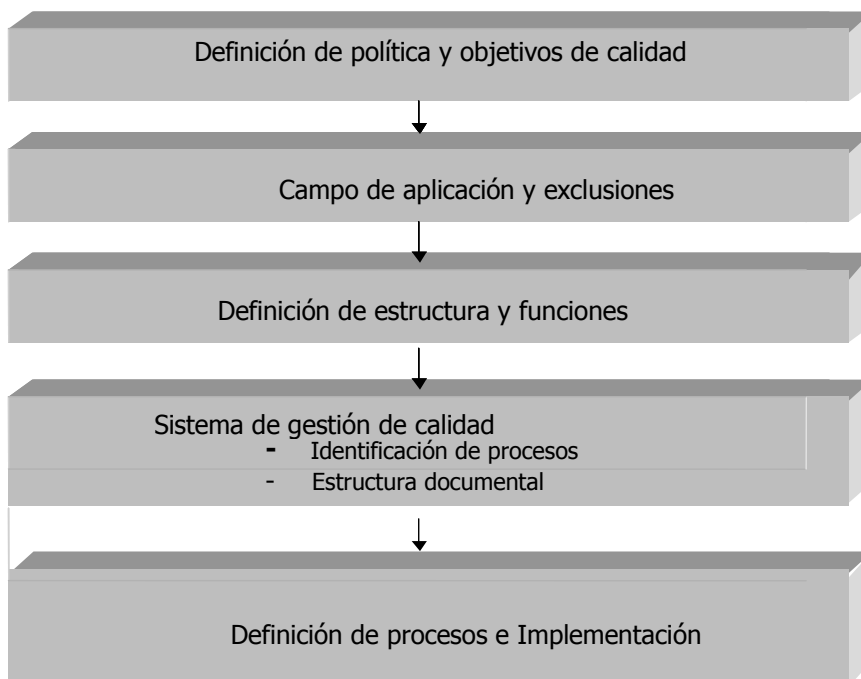 Definición de política y objetivos de calidad
Campo de aplicación y exclusiones
Definición de estructura y funciones
Sistema de gestión de calidad
- Identificación de procesos
- Estructura documental
Definición de procesos e Implementación